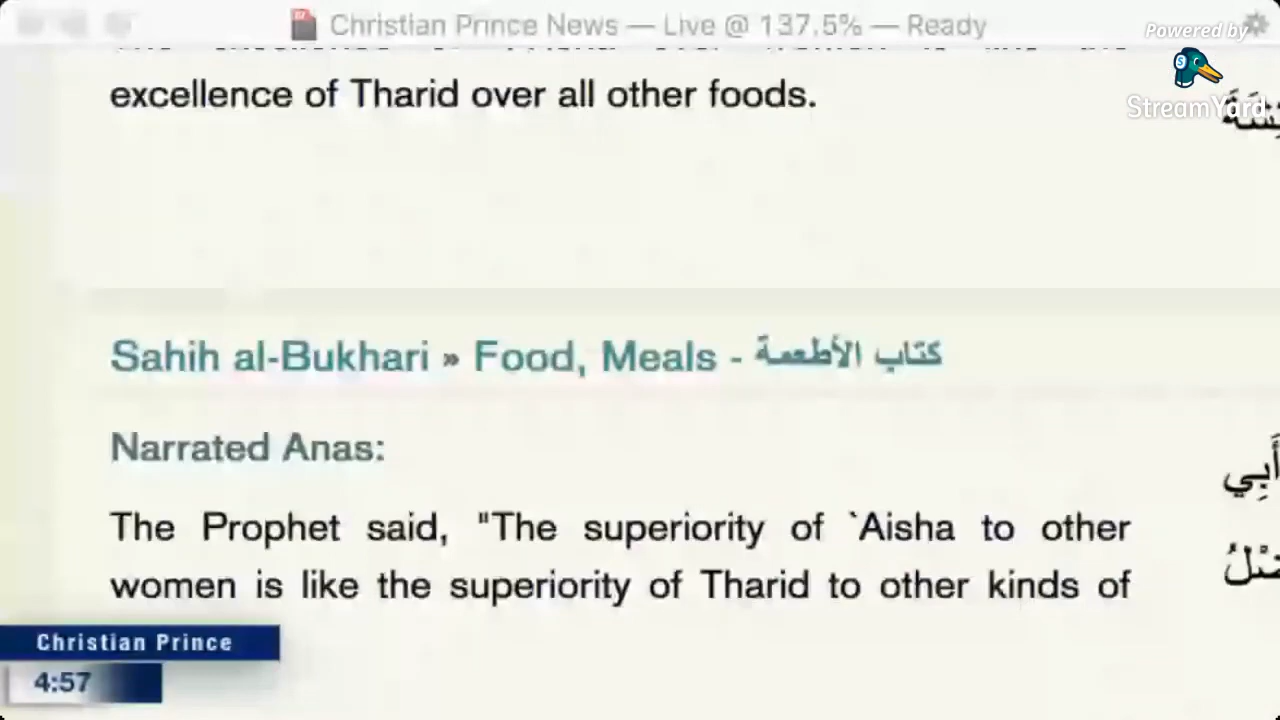 Christian Prince News — Live @ 137.5% — Ready
Powered by
StreamYard
excellence of Tharid over all other foods.
Sahih al-Bukhari » Food, Meals - كتاب الأطعمة
Narrated Anas:
أَبِي
The Prophet said, "The superiority of `Aisha to other
women is like the superiority of Tharid to other kinds of
Christian Prince
4:57